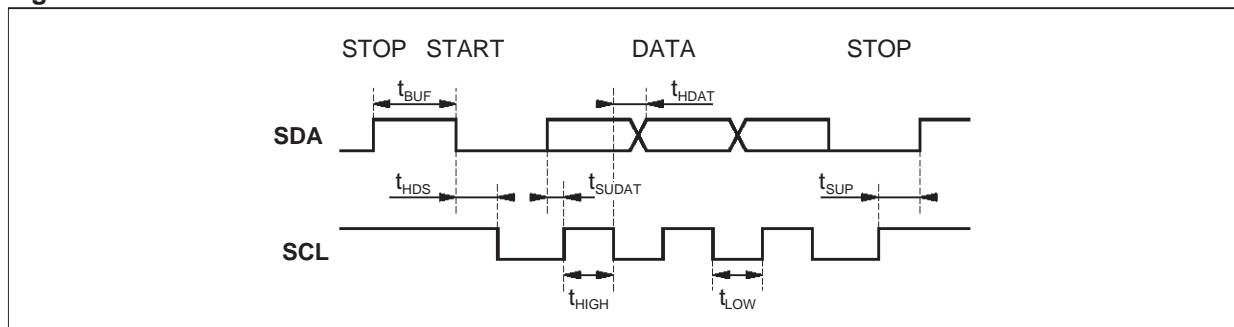 STOP START DATA STOP
tBUF tHDAT
SDA
tHDS tSUDAT tSUP
SCL
tHIGH tLOW